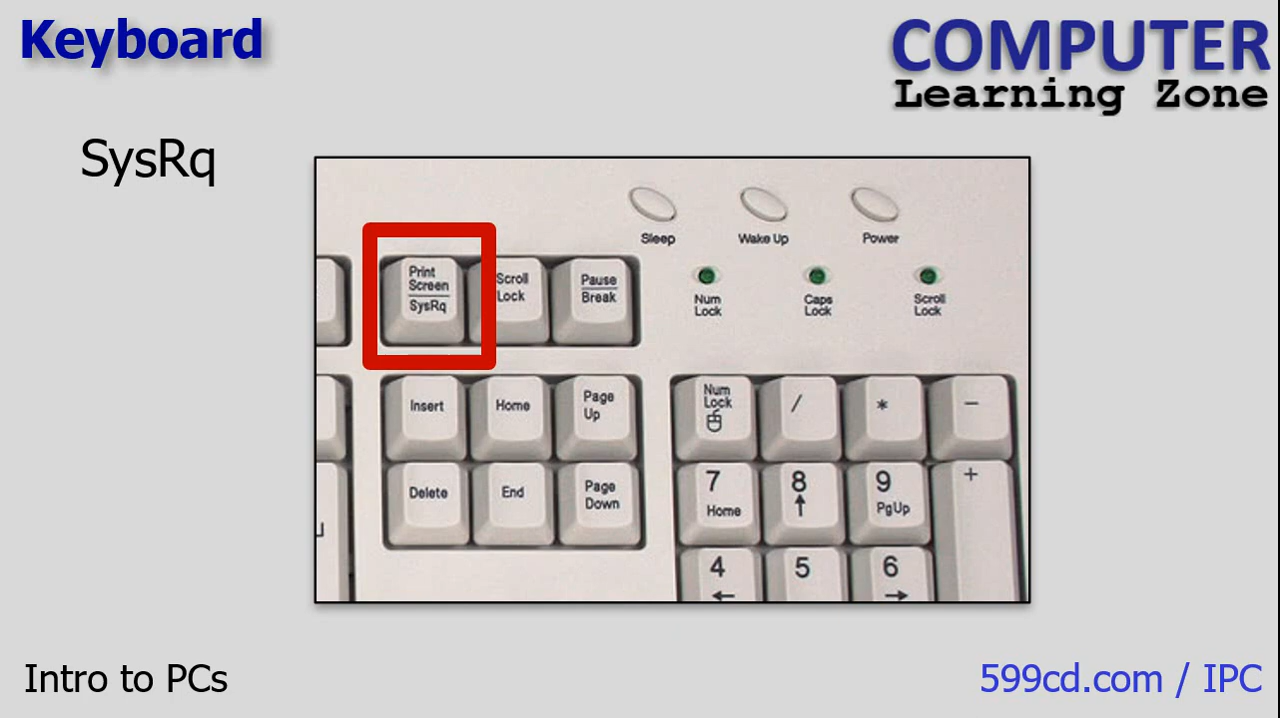 Keyboard
COMPUTER
Learning Zone
SysRq
Sleep
Wake Up
Power
Print
Screen
SysRq
Scroll
Lock
Pause
Break
Num
Lock
Caps
Lock
Scroll
Lock
Insert
Home
Page
Up
Num
Lock
/
*
-
Delete
End
Page
Down
7
Home
8
↑
9
PgUp
+
4
←
5
6
→
Intro to PCs
599cd.com / IPC